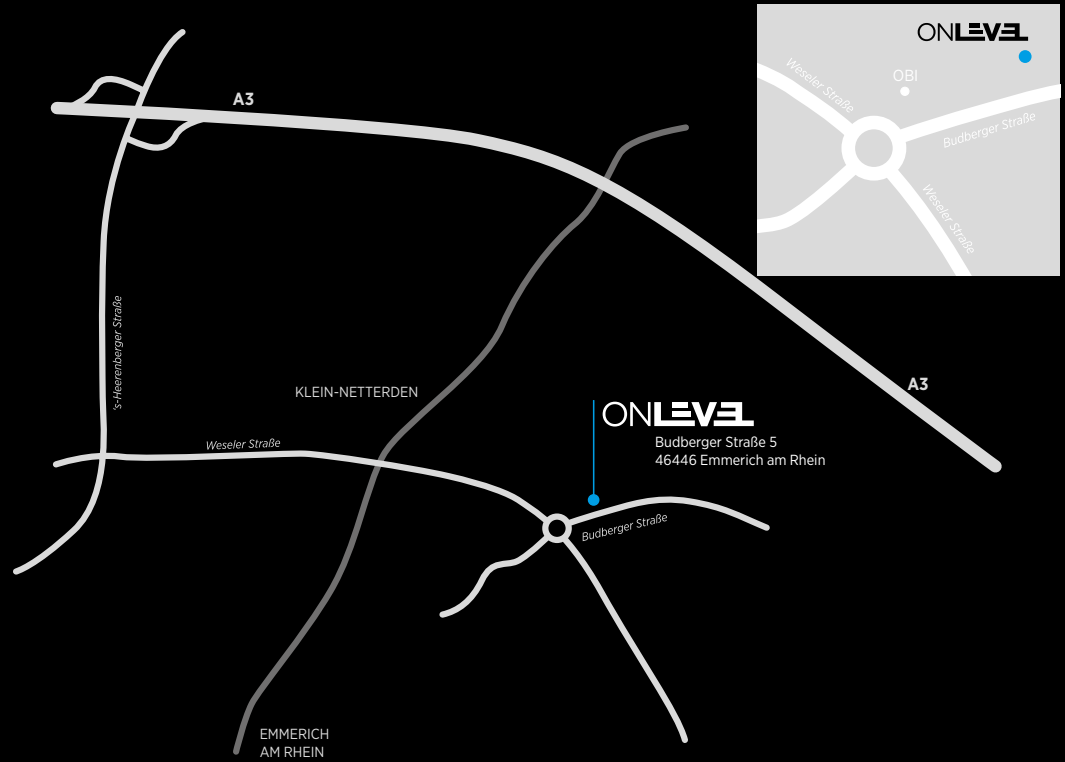 ONLEVEL
OBI
Weseler Straße
Budberger Straße
Weseler Straße
A3
's-Heerenberger Straße
KLEIN-NETTERDEN
A3
ONLEVEL
Budberger Straße 5
46446 Emmerich am Rhein
Weseler Straße
Budberger Straße
EMMERICH
AM RHEIN